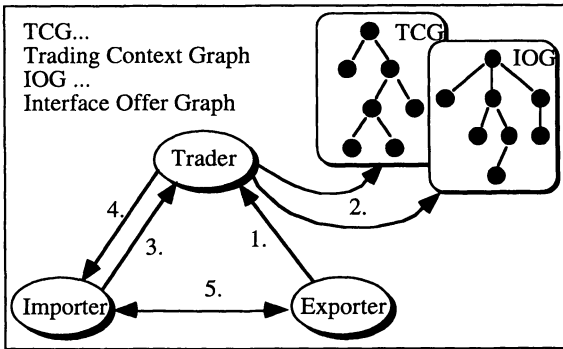 TCG...
Trading Context Graph
IOG ...
Interface Offer Graph
TCG
IOG
Trader
4.
3.
1.
2.
Importer
5.
Exporter